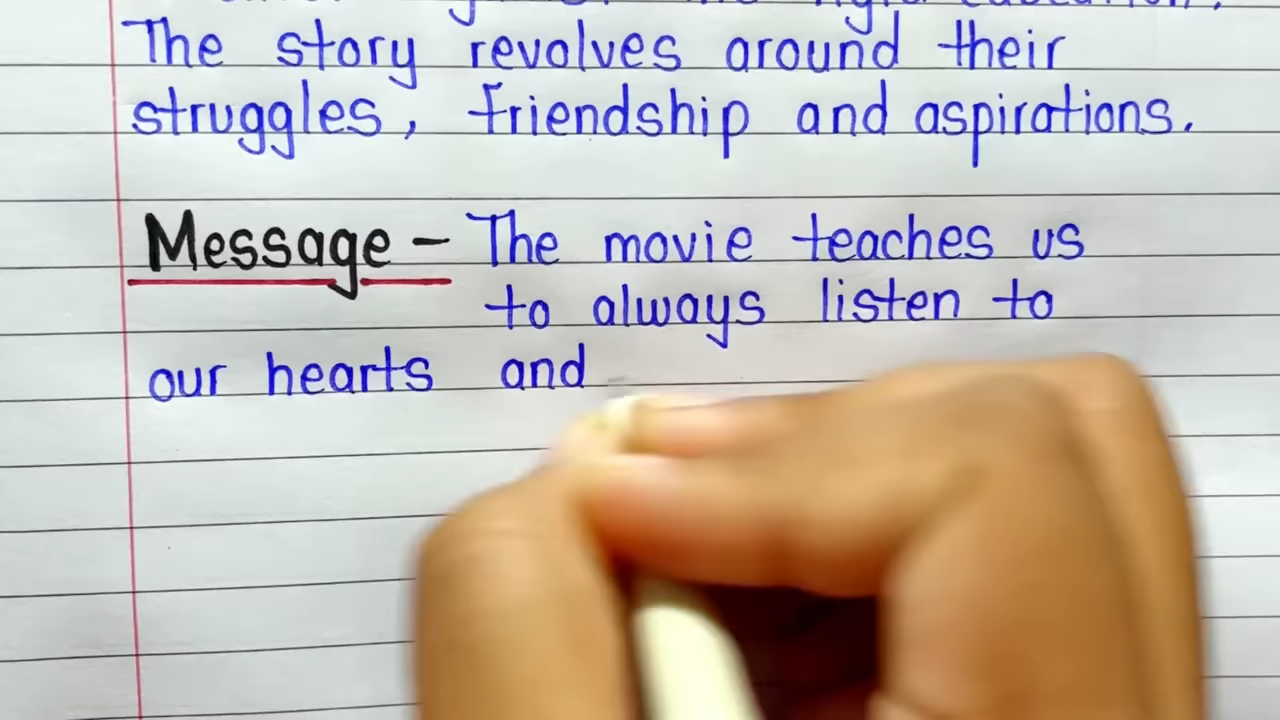 The story revolves around their
struggles, friendship and aspirations.
Message - The movie teaches us
to always listen to
our hearts and